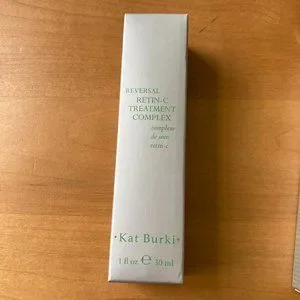 REVERSAL
RETIN-C
TREATMENT
COMPLEX
complexe
de soin
retin-c
• Kat Burki •
1 fl oz ℮ 30 ml